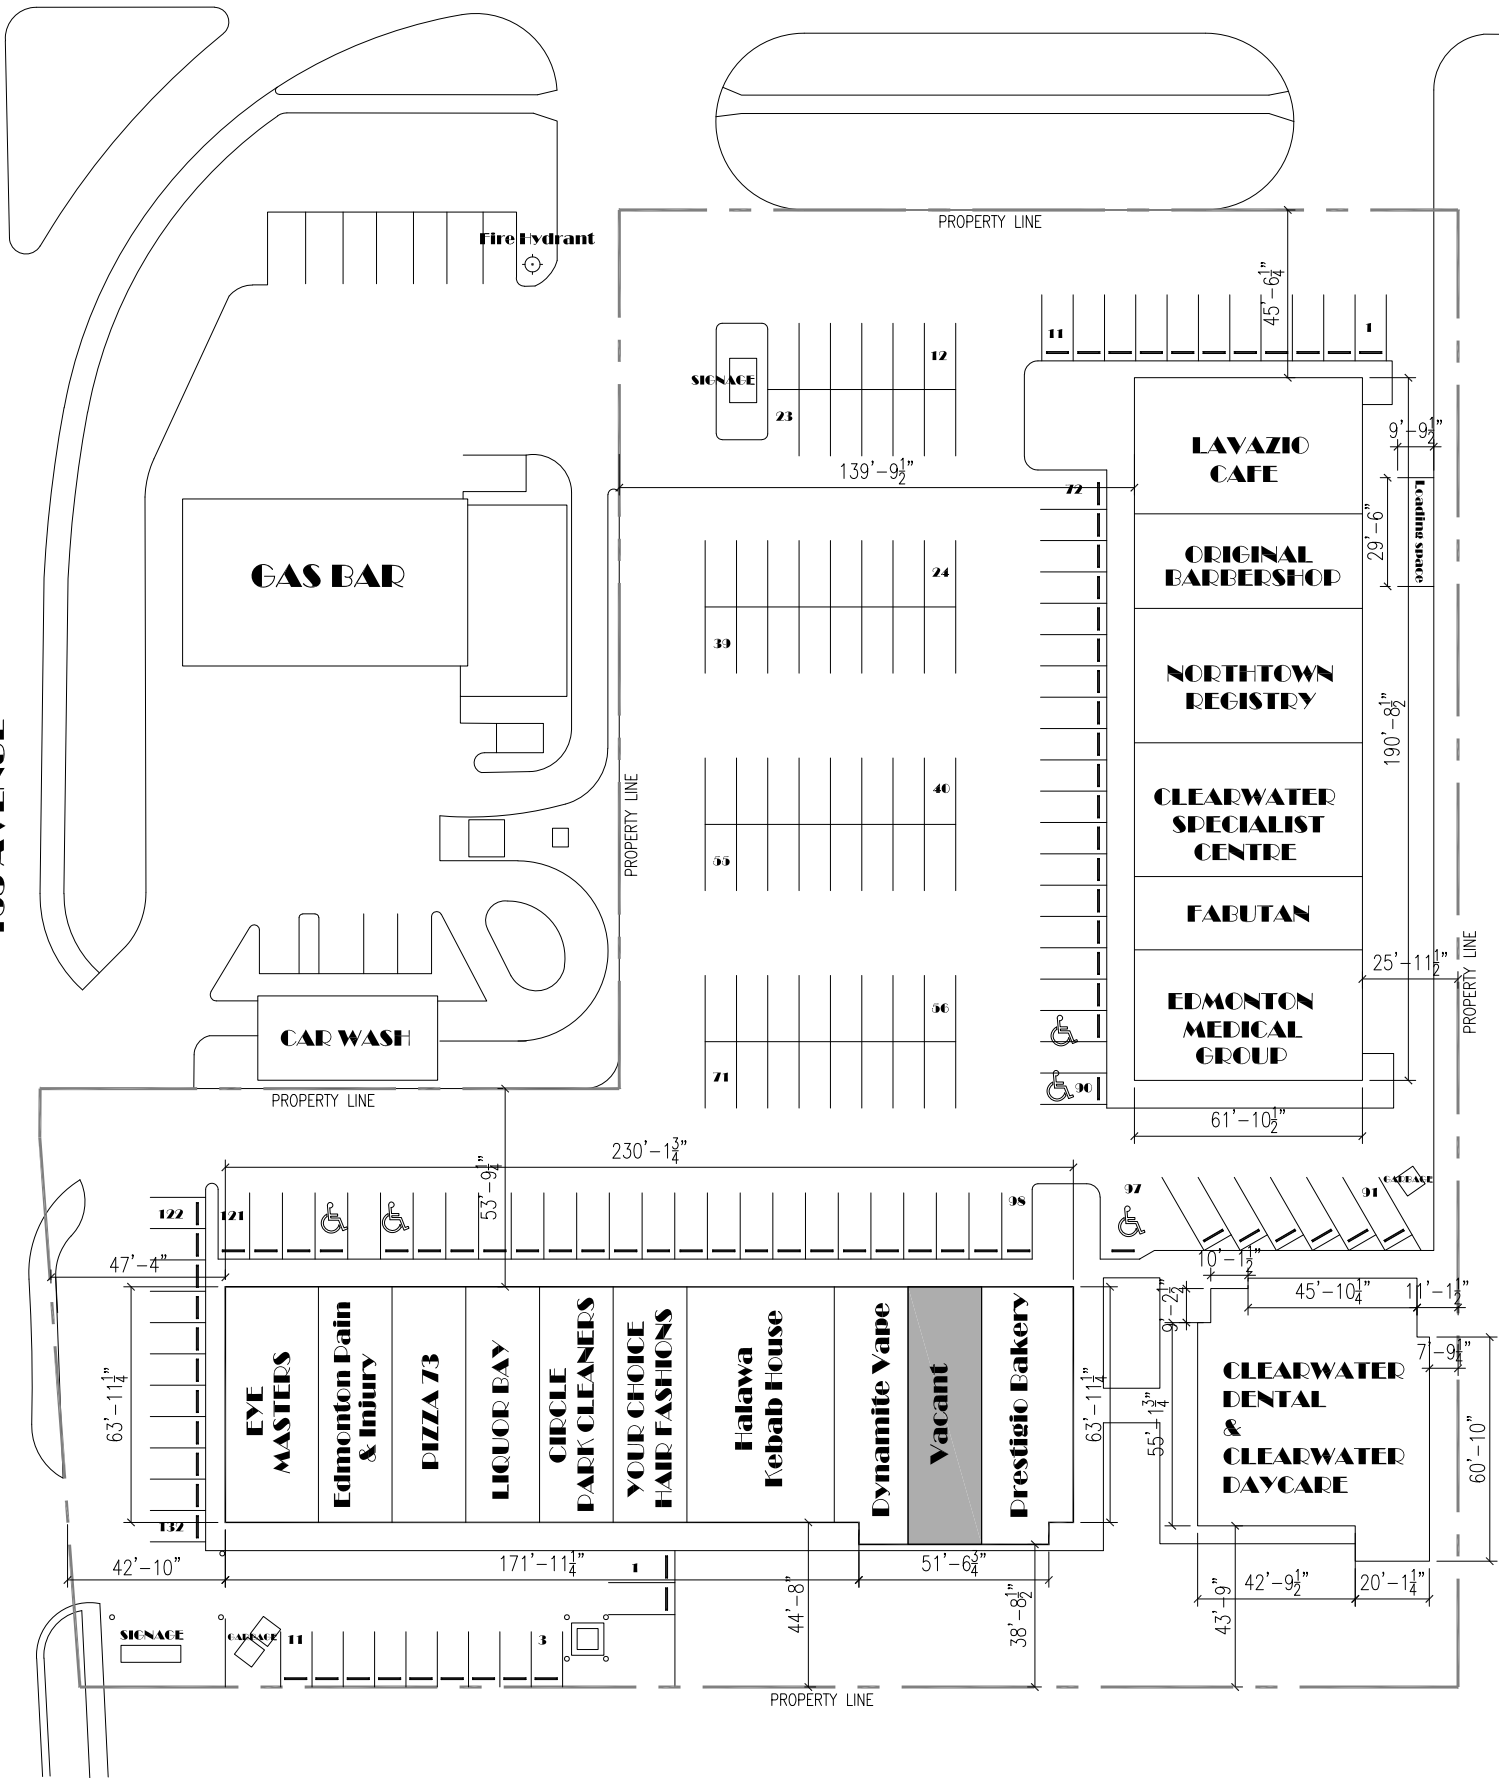 PROPERTY LINE
Fire Hydrant
45'-6¼"
11
1
12
SIGNAGE
23
139'-9½"
72
LAVAZIO
CAFE
9'-9½"
Loading space
29'-6"
ORIGINAL
BARBERSHOP
GAS BAR
24
39
NORTHTOWN
REGISTRY
190'-8½"
PROPERTY LINE
40
55
CLEARWATER
SPECIALIST
CENTRE
FABUTAN
25'-11½"
PROPERTY LINE
EDMONTON
MEDICAL
GROUP
CAR WASH
56
71
90
PROPERTY LINE
61'-10½"
230'-1¾"
53'-9¼"
122
121
98
97
91
GARBAGE
47'-4"
10'-1½"
45'-10¼"
11'-1½"
9'-2½"
7'-9¼"
63'-11¼"
EYE
MASTERS
Edmonton Pain
& Injury
PIZZA 73
LIQUOR BAY
CIRCLE
PARK CLEANERS
YOUR CHOICE
HAIR FASHIONS
Halawa
Kebab House
Dynamite Vape
Vacant
Prestigio Bakery
63'-11¼"
55'-1¾"
CLEARWATER
DENTAL
&
CLEARWATER
DAYCARE
60'-10"
132
42'-10"
171'-11¼"
1
51'-6¾"
44'-8"
38'-8½"
42'-9½"
20'-1¼"
43'-9"
SIGNAGE
GARBAGE
11
3
PROPERTY LINE